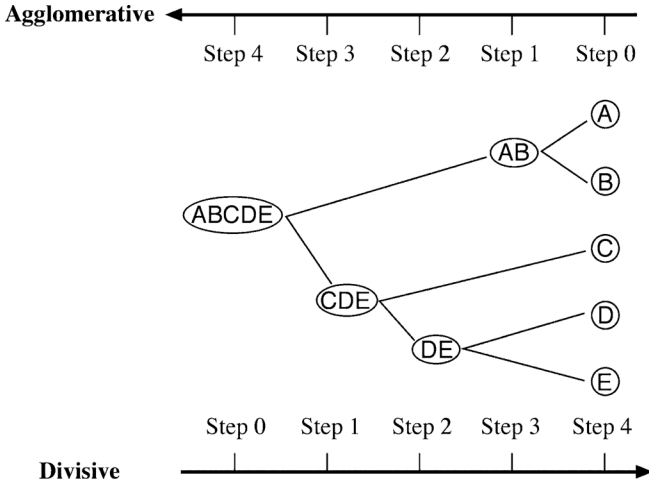 Agglomerative
Step 4 Step 3 Step 2 Step 1 Step 0
A
AB
B
ABCDE
C
CDE
D
DE
E
Step 0 Step 1 Step 2 Step 3 Step 4
Divisive